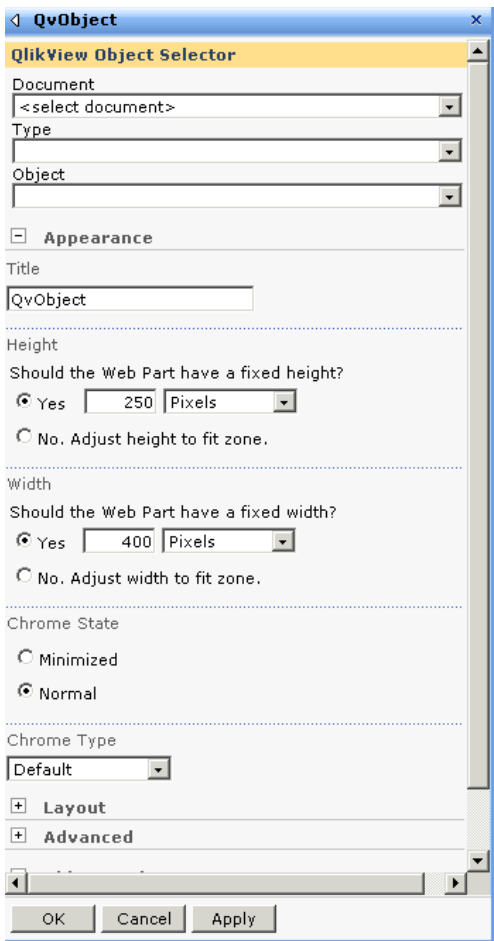 QvObject
QlikView Object Selector
Document
<select document>
Type
Object
Appearance
Title
QvObject
Height
Should the Web Part have a fixed height?
Yes 250 Pixels
No. Adjust height to fit zone.
Width
Should the Web Part have a fixed width?
Yes 400 Pixels
No. Adjust width to fit zone.
Chrome State
Minimized
Normal
Chrome Type
Default
Layout
Advanced
OK Cancel Apply